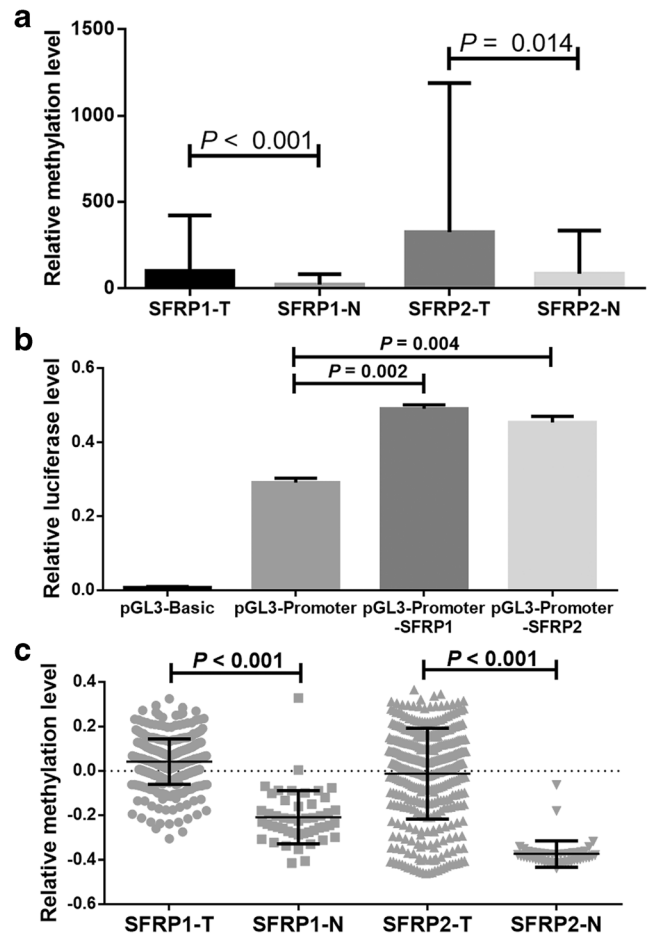 a
Relative methylation level
1500
1000
500
0
P < 0.001
P = 0.014
SFRP1-T
SFRP1-N
SFRP2-T
SFRP2-N
b
Relative luciferase level
0.6
0.4
0.2
0.0
P = 0.004
P = 0.002
pGL3-Basic
pGL3-Promoter
pGL3-Promoter
-SFRP1
pGL3-Promoter
-SFRP2
c
Relative methylation level
0.4
0.2
0.0
-0.2
-0.4
-0.6
P < 0.001
P < 0.001
SFRP1-T
SFRP1-N
SFRP2-T
SFRP2-N